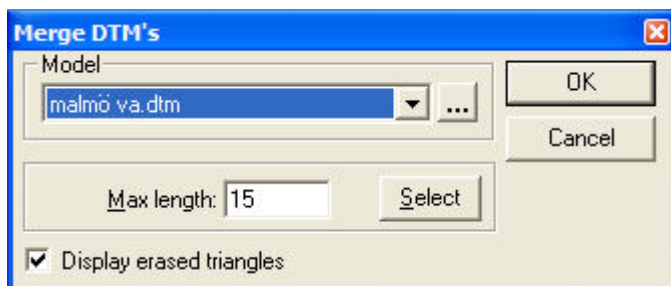 Merge DTM's
Model
malmö va.dtm
...
OK
Cancel
Max length: 15
Select
Display erased triangles